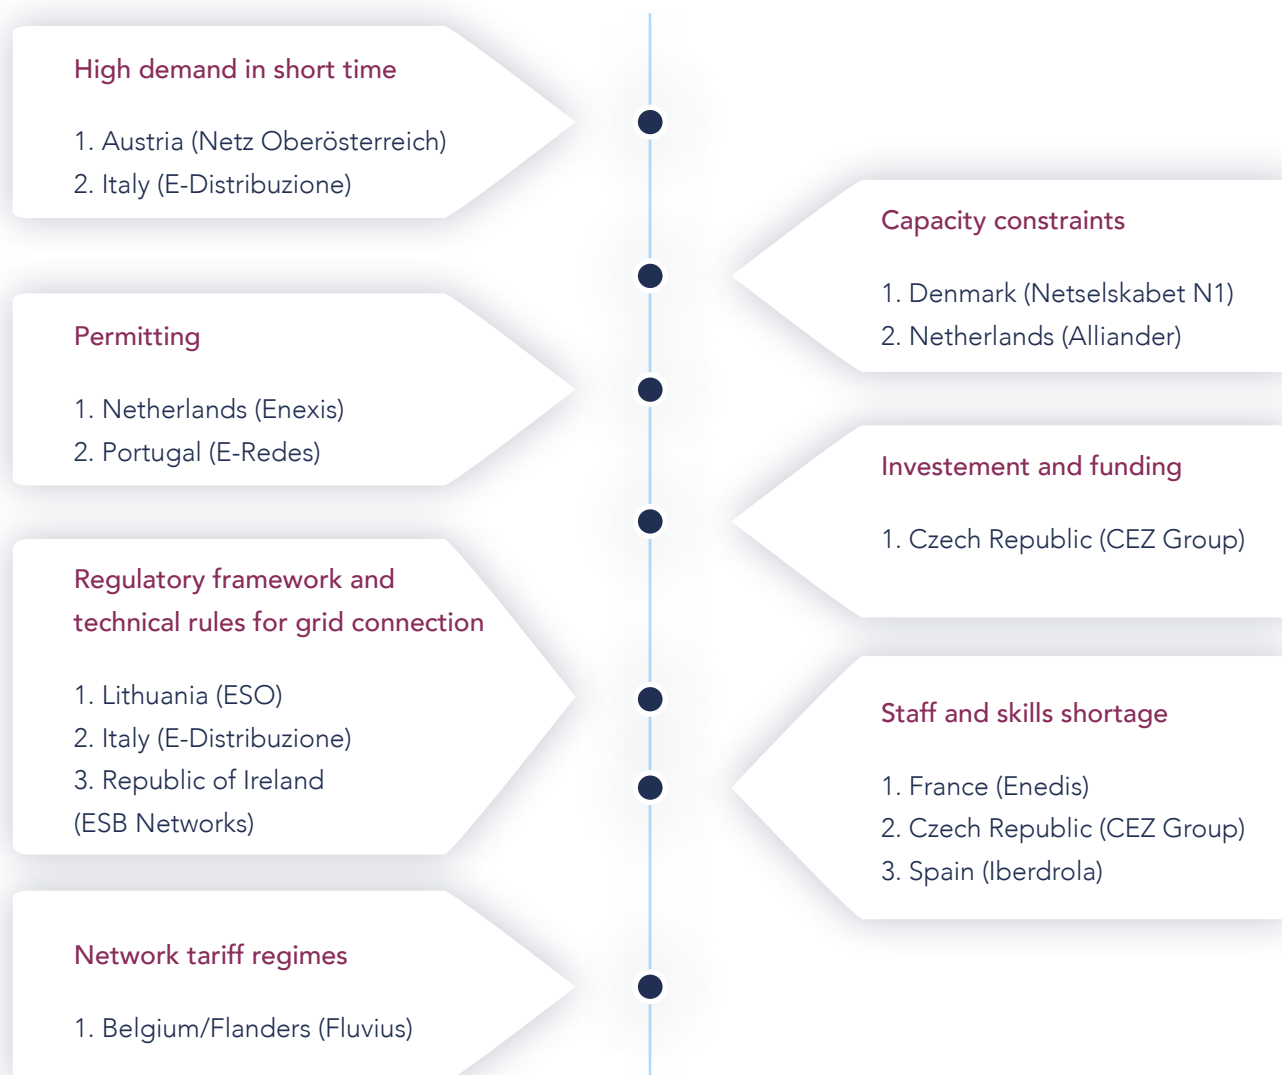 High demand in short time
1. Austria (Netz Oberösterreich)
2. Italy (E-Distribuzione)
Capacity constraints
1. Denmark (Netselskabet N1)
2. Netherlands (Alliander)
Permitting
1. Netherlands (Enexis)
2. Portugal (E-Redes)
Investement and funding
1. Czech Republic (CEZ Group)
Regulatory framework and
technical rules for grid connection
1. Lithuania (ESO)
2. Italy (E-Distribuzione)
3. Republic of Ireland
(ESB Networks)
Staff and skills shortage
1. France (Enedis)
2. Czech Republic (CEZ Group)
3. Spain (Iberdrola)
Network tariff regimes
1. Belgium/Flanders (Fluvius)